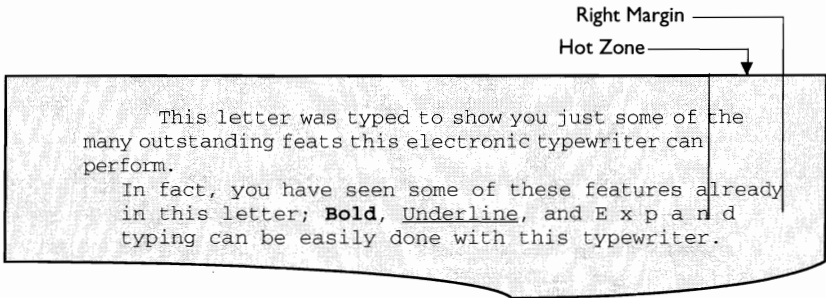 Right Margin
Hot Zone
This letter was typed to show you just some of the
many outstanding feats this electronic typewriter can
perform.
In fact, you have seen some of these features already
in this letter; Bold, Underline, and E x p a n d
typing can be easily done with this typewriter.